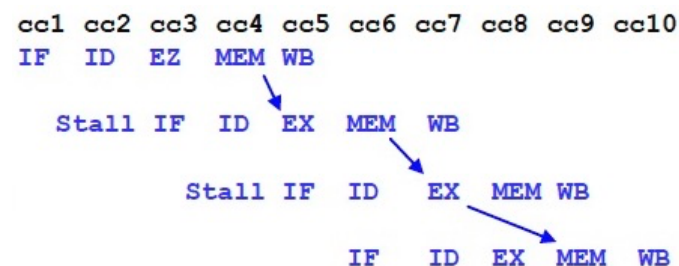 cc1 cc2 cc3 cc4 cc5 cc6 cc7 cc8 cc9 cc10
IF ID EZ MEM WB
Stall IF ID EX MEM WB
Stall IF ID EX MEM WB
IF ID EX MEM WB